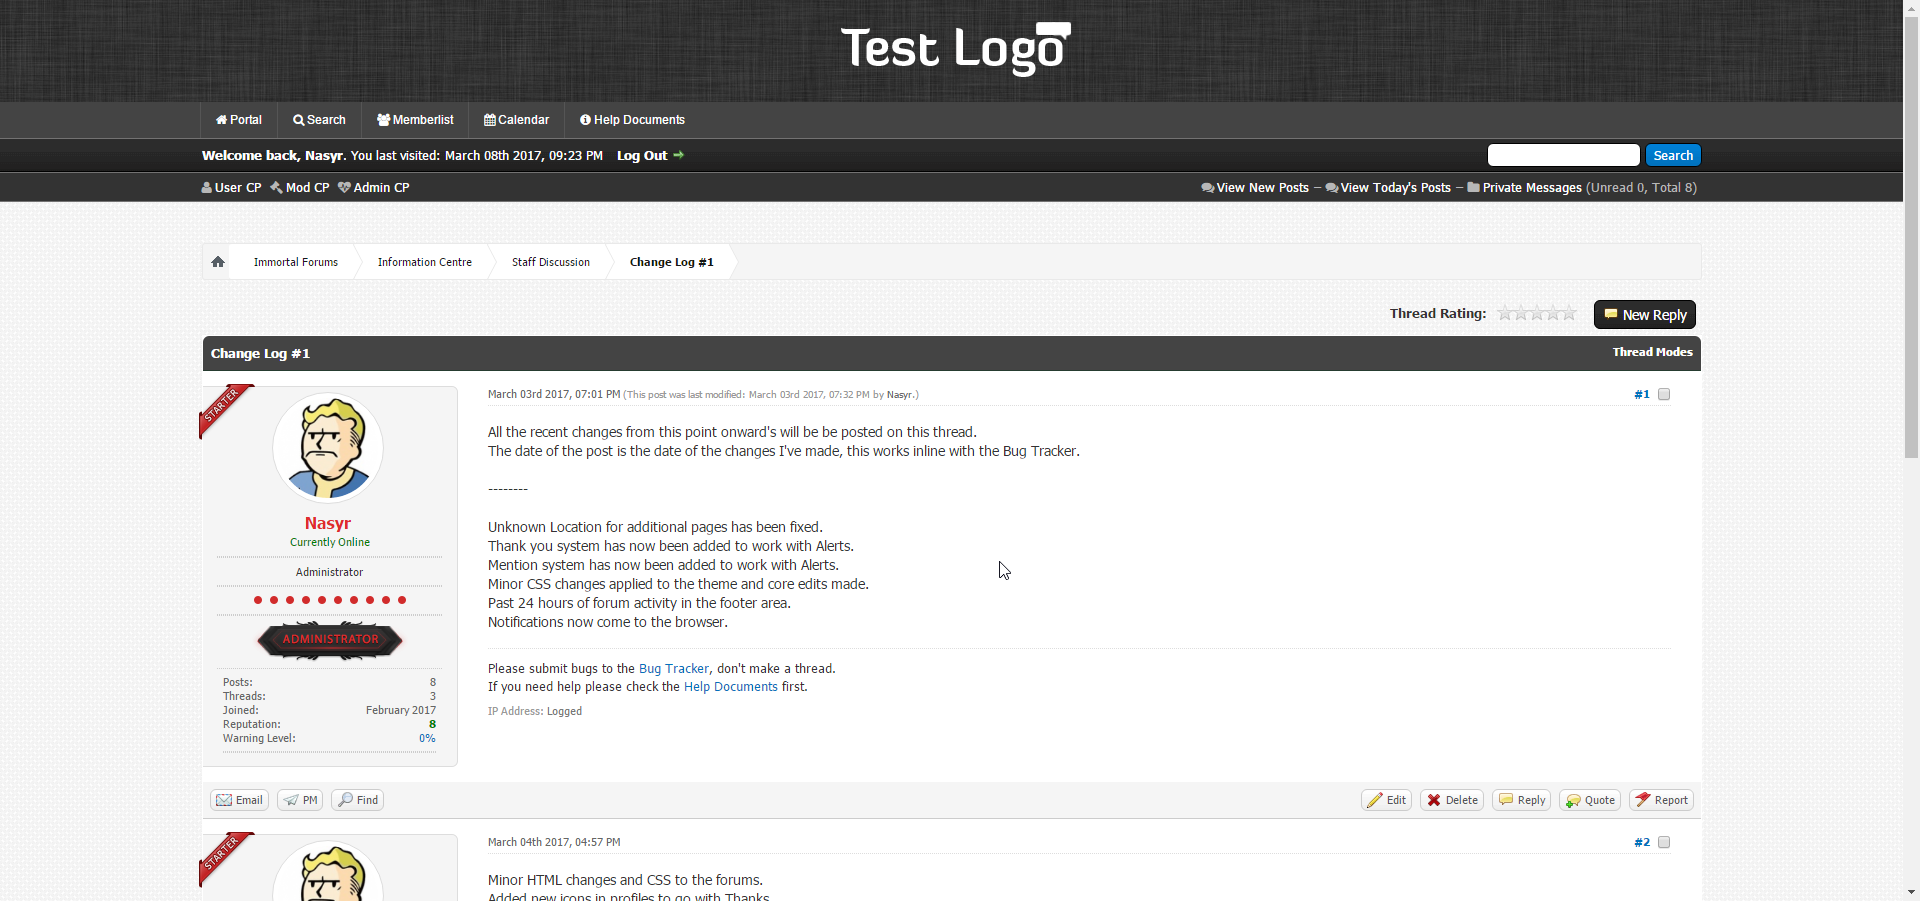 Test Logo
Portal Search Memberlist Calendar Help Documents
Welcome back, Nasyr. You last visited: March 08th 2017, 09:23 PM Log Out
Search
User CP Mod CP Admin CP
View New Posts – View Today's Posts – Private Messages (Unread 0, Total 8)
Immortal Forums Information Centre Staff Discussion Change Log #1
Thread Rating: New Reply
Change Log #1 Thread Modes
STARTER
Nasyr
Currently Online
Administrator
ADMINISTRATOR
Posts: 8
Threads: 3
Joined: February 2017
Reputation: 8
Warning Level: 0%
March 03rd 2017, 07:01 PM (This post was last modified: March 03rd 2017, 07:32 PM by Nasyr.) #1
All the recent changes from this point onward's will be be posted on this thread.
The date of the post is the date of the changes I've made, this works inline with the Bug Tracker.
--------
Unknown Location for additional pages has been fixed.
Thank you system has now been added to work with Alerts.
Mention system has now been added to work with Alerts.
Minor CSS changes applied to the theme and core edits made.
Past 24 hours of forum activity in the footer area.
Notifications now come to the browser.
Please submit bugs to the Bug Tracker, don't make a thread.
If you need help please check the Help Documents first.
IP Address: Logged
Email PM Find Edit Delete Reply Quote Report
STARTER
March 04th 2017, 04:57 PM #2
Minor HTML changes and CSS to the forums.
Added new icons in profiles to go with Thanks